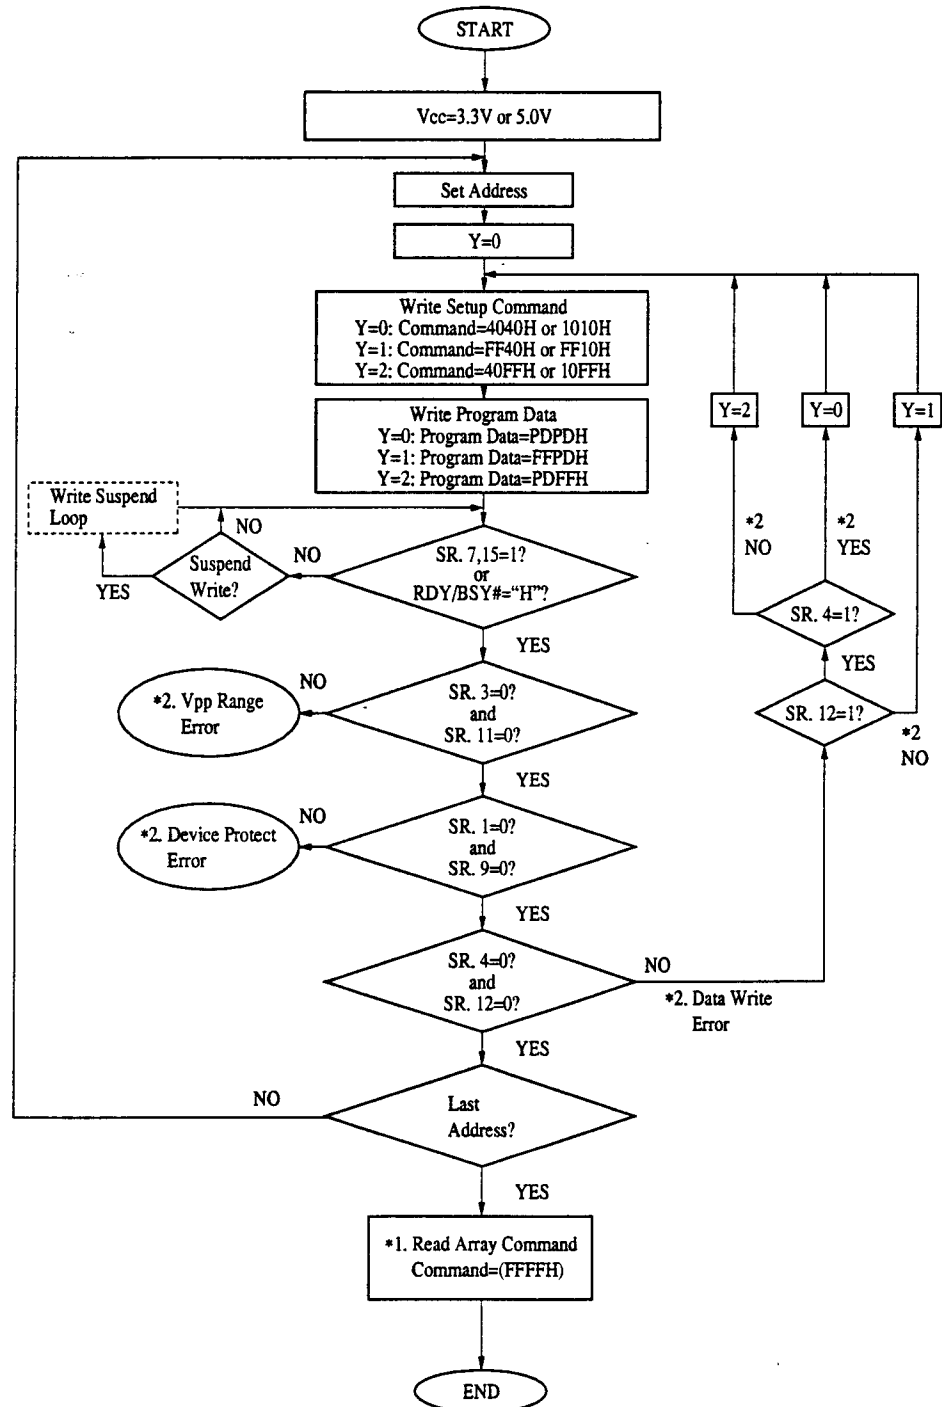 START
Vcc=3.3V or 5.0V
Set Address
Y=0
Write Setup Command
Y=0: Command=4040H or 1010H
Y=1: Command=FF40H or FF10H
Y=2: Command=40FFH or 10FFH
Y=2
Y=0
Y=1
Write Program Data
Y=0: Program Data=PDPDH
Y=1: Program Data=FFPDH
Y=2: Program Data=PDFFH
Write Suspend
Loop
NO
YES
Suspend
Write?
NO
SR. 7,15=1?
or
RDY/BSY#="H"?
YES
*2
NO
*2
YES
SR. 4=1?
YES
SR. 12=1?
*2
NO
*2. Vpp Range
Error
NO
SR. 3=0?
and
SR. 11=0?
YES
*2. Device Protect
Error
NO
SR. 1=0?
and
SR. 9=0?
YES
SR. 4=0?
and
SR. 12=0?
NO
*2. Data Write
Error
YES
NO
Last
Address?
YES
*1. Read Array Command
Command=(FFFFH)
END